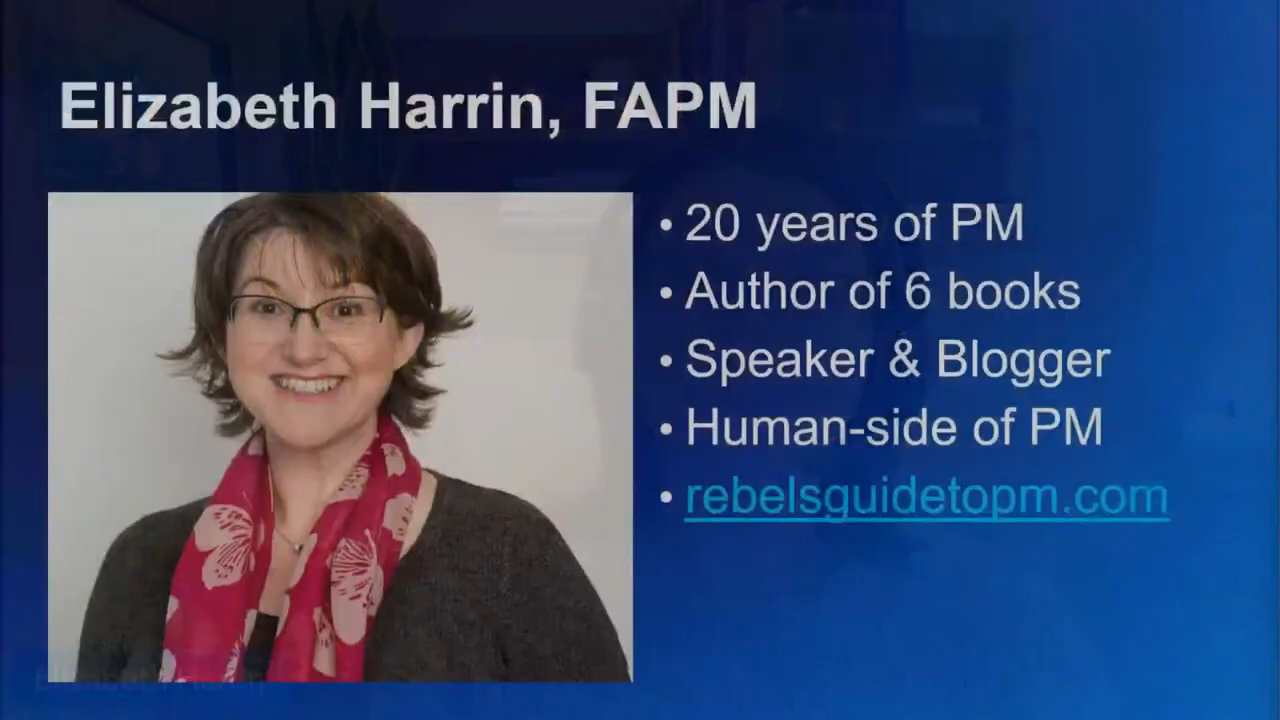 Elizabeth Harrin, FAPM
• 20 years of PM
• Author of 6 books
• Speaker & Blogger
• Human-side of PM
• rebelsguidetopm.com